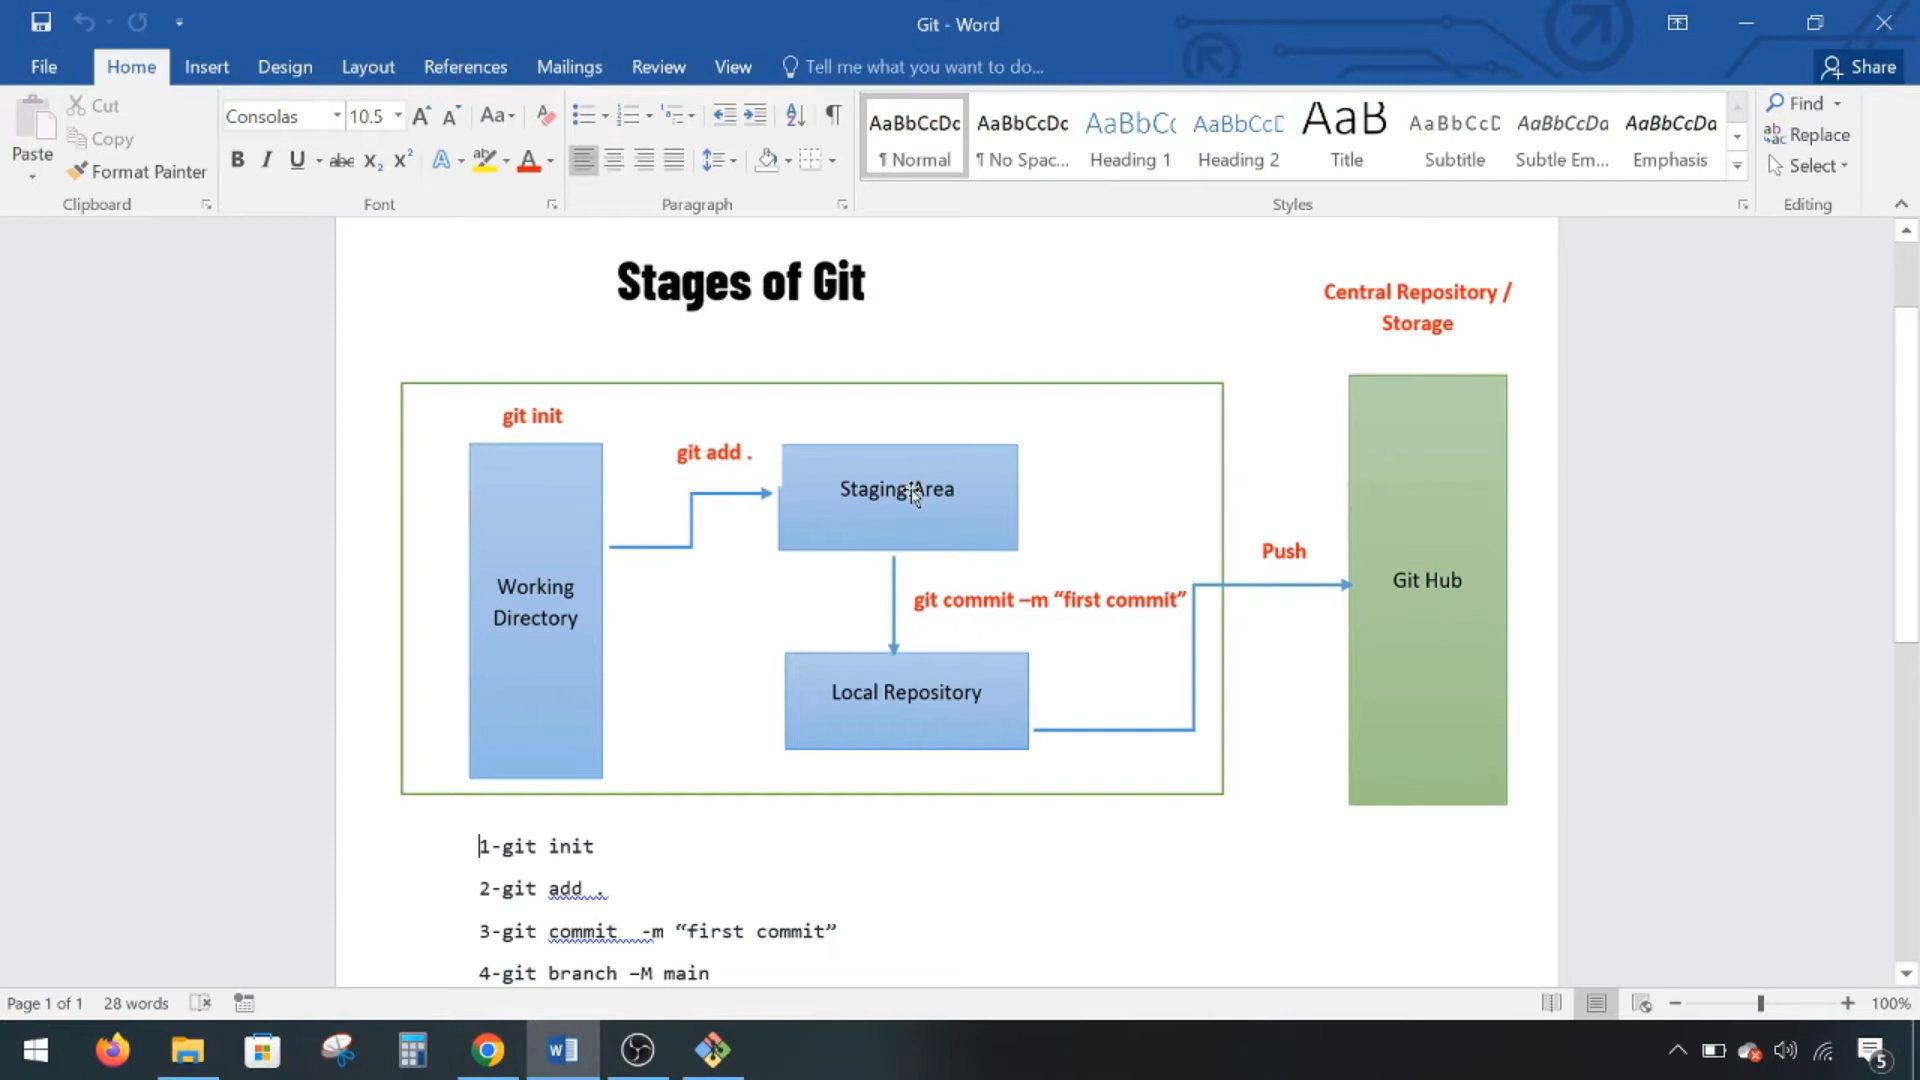 Git - Word
File Home Insert Design Layout References Mailings Review View Tell me what you want to do... Share
Paste
Cut
Copy
Format Painter
Clipboard
Consolas 10.5
Font
Paragraph
AaBbCcDc
¶ Normal
AaBbCcDc
¶ No Spac...
AaBbCc
Heading 1
AaBbCcD
Heading 2
AaB
Title
AaBbCcD
Subtitle
AaBbCcDa
Subtle Em...
AaBbCcDa
Emphasis
Styles
Find
Replace
Select
Editing
Stages of Git
Central Repository /
Storage
git init
git add .
Staging Area
Working
Directory
git commit –m “first commit”
Push
Git Hub
Local Repository
1-git init
2-git add .
3-git commit -m “first commit”
4-git branch –M main
Page 1 of 1 28 words 100%
5